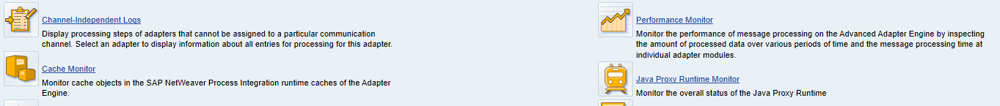 Channel-Independent Logs
Display processing steps of adapters that cannot be assigned to a particular communication
channel. Select an adapter to display information about all entries for processing for this adapter.
Cache Monitor
Monitor cache objects in the SAP NetWeaver Process Integration runtime caches of the Adapter
Engine.
Performance Monitor
Monitor the performance of message processing on the Advanced Adapter Engine by inspecting
the amount of processed data over various periods of time and the message processing time at
individual adapter modules.
Java Proxy Runtime Monitor
Monitor the overall status of the Java Proxy Runtime